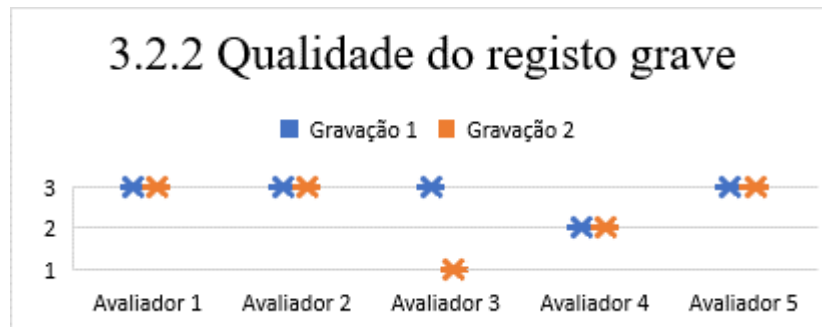 3.2.2 Qualidade do registo grave
Gravação 1 Gravação 2
3
2
1
Avaliador 1 Avaliador 2 Avaliador 3 Avaliador 4 Avaliador 5